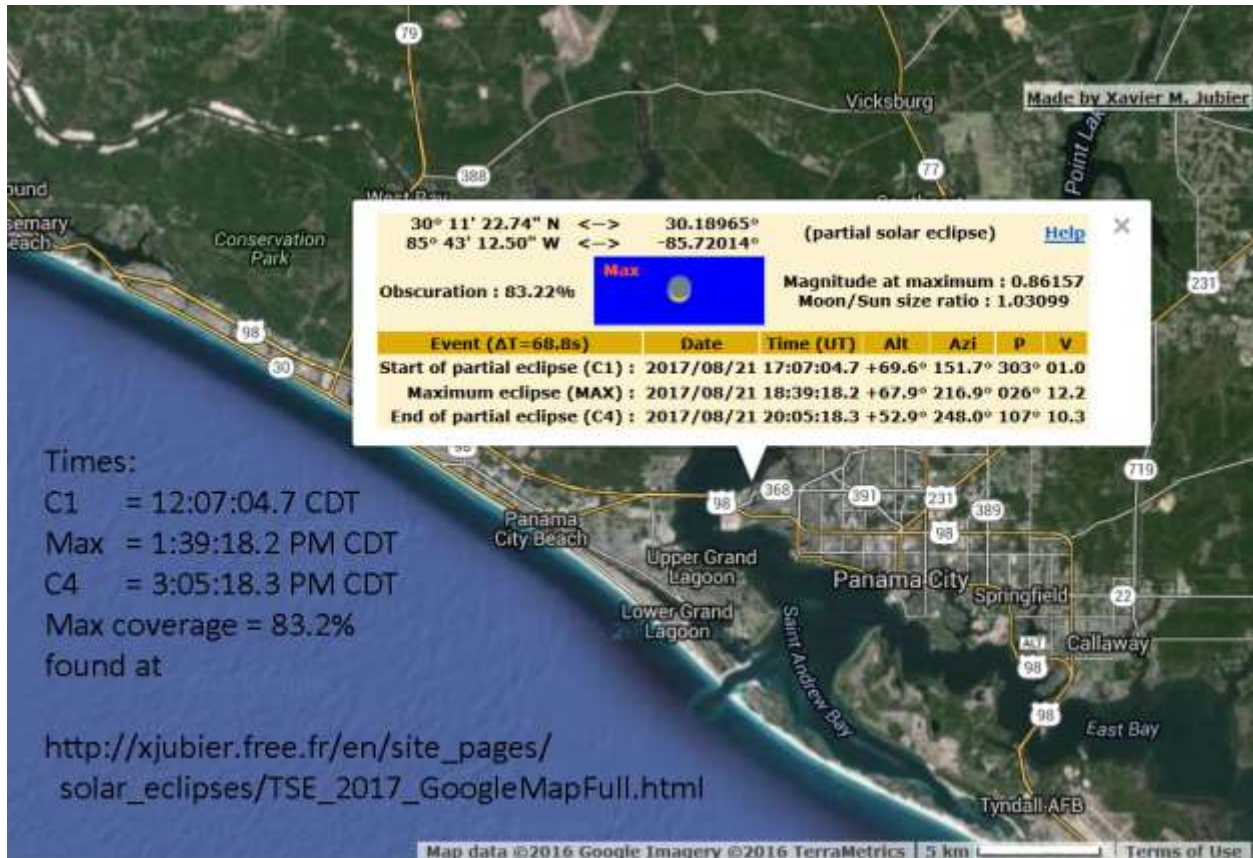 79
Vicksburg
Made by Xavier M. Jubier
Point
388
77
West Bay
Conservation
Park
98
30
231
30° 11' 22.74" N <--> 30.18965° (partial solar eclipse) Help ×
85° 43' 12.50" W <--> -85.72014°
Obscuration : 83.22% Max Magnitude at maximum : 0.86157
Moon/Sun size ratio : 1.03099
Event (ΔT=68.8s) Date Time (UT) Alt Azi P V
Start of partial eclipse (C1) : 2017/08/21 17:07:04.7 +69.6° 151.7° 303° 01.0
Maximum eclipse (MAX) : 2017/08/21 18:39:18.2 +67.9° 216.9° 026° 12.2
End of partial eclipse (C4) : 2017/08/21 20:05:18.3 +52.9° 248.0° 107° 10.3
98
719
98
368
391
231
389
98
Panama
City Beach
Upper Grand
Lagoon
Panama City
Springfield
22
Lower Grand
Lagoon
Saint Andrew Bay
ALT
98
Callaway
98
East Bay
Tyndall AFB
Times:
C1 = 12:07:04.7 CDT
Max = 1:39:18.2 PM CDT
C4 = 3:05:18.3 PM CDT
Max coverage = 83.2%
found at
http://xjubier.free.fr/en/site_pages/
solar_eclipses/TSE_2017_GoogleMapFull.html
Map data ©2016 Google Imagery ©2016 TerraMetrics 5 km Terms of Use